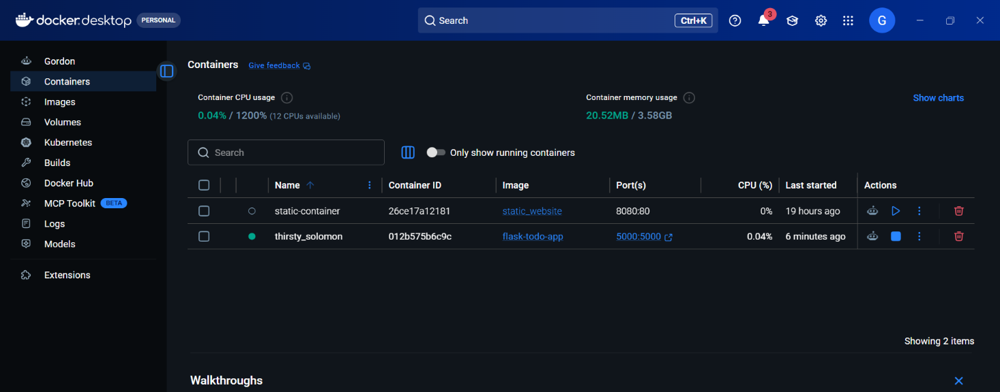 docker.desktop PERSONAL Search Ctrl+K 3 G
Gordon
Containers
Images
Volumes
Kubernetes
Builds
Docker Hub
MCP Toolkit BETA
Logs
Models
Extensions
Containers Give feedback
Container CPU usage
0.04% / 1200% (12 CPUs available)
Container memory usage
20.52MB / 3.58GB
Show charts
Search
Only show running containers
Name Container ID Image Port(s) CPU (%) Last started Actions
static-container 26ce17a12181 static_website 8080:80 0% 19 hours ago
thirsty_solomon 012b575b6c9c flask-todo-app 5000:5000 0.04% 6 minutes ago
Showing 2 items
Walkthroughs